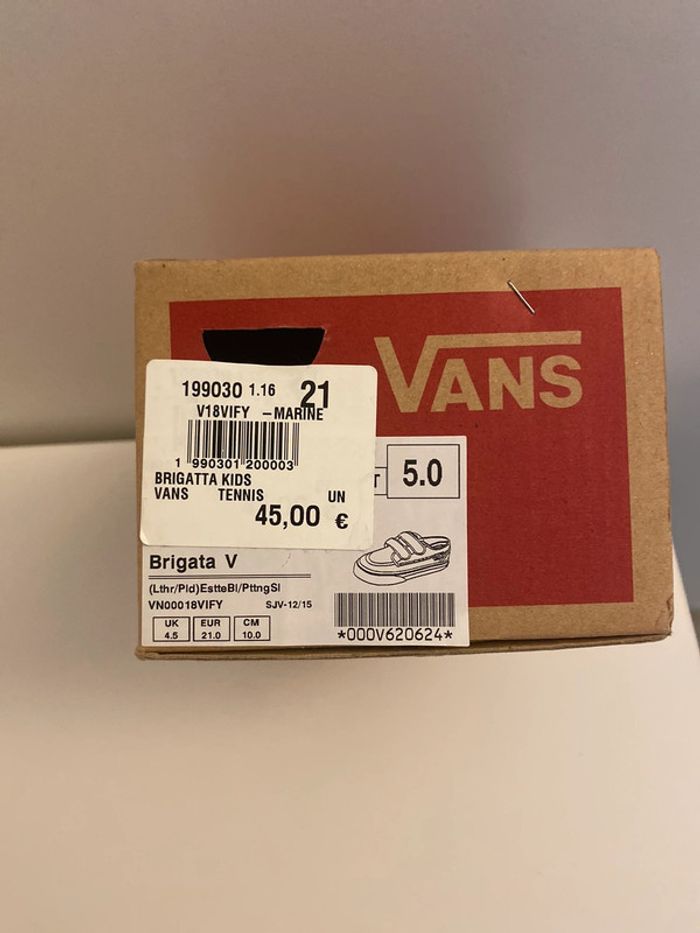 VANS
199030 1.16 21
V18VIFY -MARINE
1 990301 200003
BRIGATTA KIDS
VANS TENNIS UN
45,00 €
T 5.0
Brigata V
(Lthr/Pld)EstteBl/PttngSl
VN00018VIFY SJV-12/15
UK EUR CM
4.5 21.0 10.0
*000V620624*